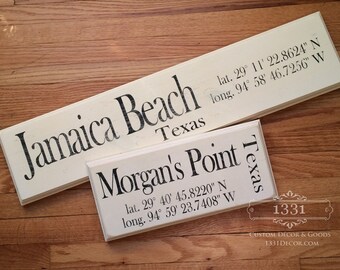 Jamaica Beach
Texas
lat. 29° 11' 22.8624" N
long. 94° 58' 46.7256" W
Morgan's Point
Texas
lat. 29° 40' 45.8220" N
long. 94° 59' 23.7408" W
1331
Custom Decor & Goods
1331Decor.com